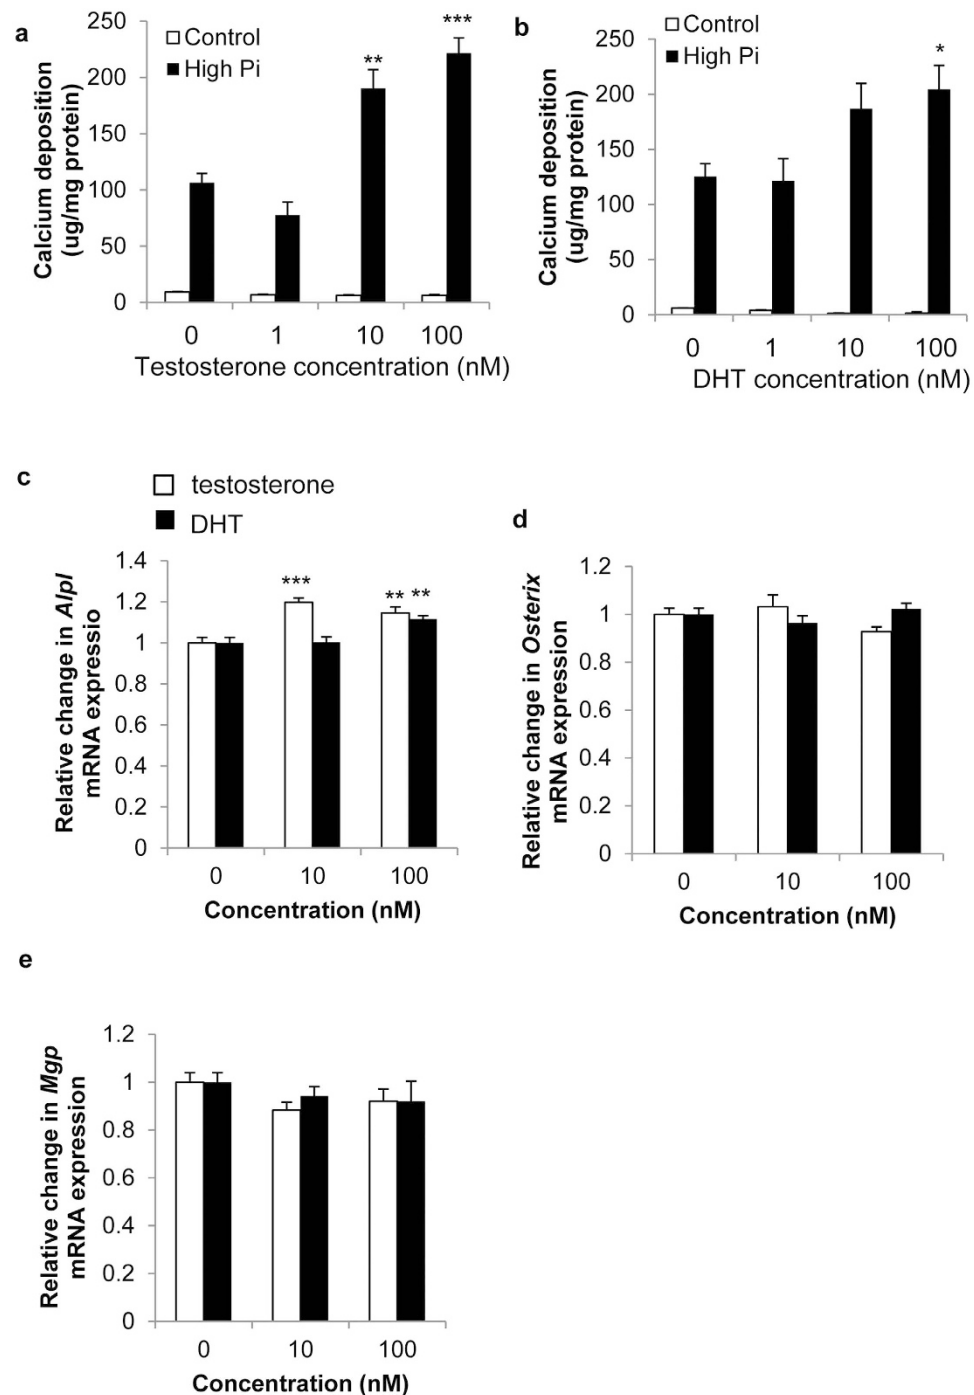 a
Control
High Pi
Calcium deposition
(ug/mg protein)
250
200
150
100
50
0
**
***
0 1 10 100
Testosterone concentration (nM)
b
Control
High Pi
Calcium deposition
(ug/mg protein)
250
200
150
100
50
0
*
0 1 10 100
DHT concentration (nM)
c
testosterone
DHT
Relative change in Alpl
mRNA expressio
1.4
1.2
1
0.8
0.6
0.4
0.2
0
***
** **
0 10 100
Concentration (nM)
d
Relative change in Osterix
mRNA expression
1.2
1
0.8
0.6
0.4
0.2
0
0 10 100
Concentration (nM)
e
Relative change in Mgp
mRNA expression
1.2
1
0.8
0.6
0.4
0.2
0
0 10 100
Concentration (nM)